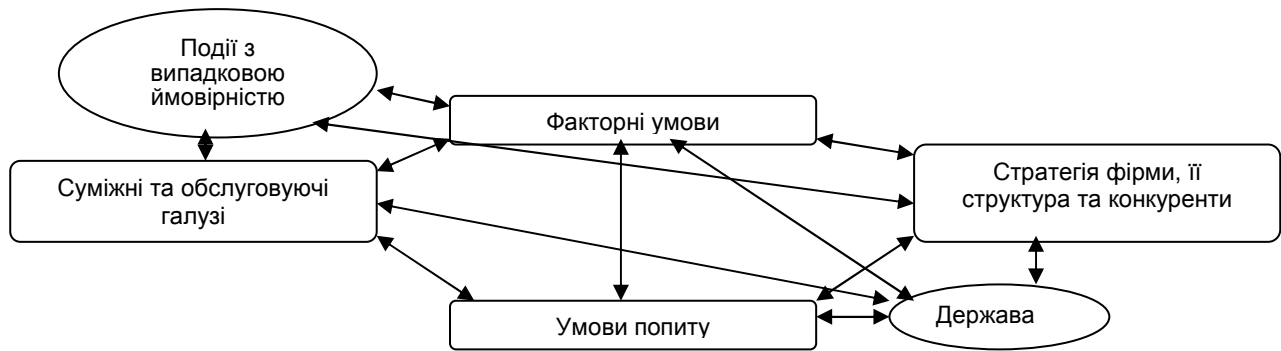 Події з
випадковою
ймовірністю
Факторні умови
Суміжні та обслуговуючі
галузі
Стратегія фірми, її
структура та конкуренти
Умови попиту
Держава